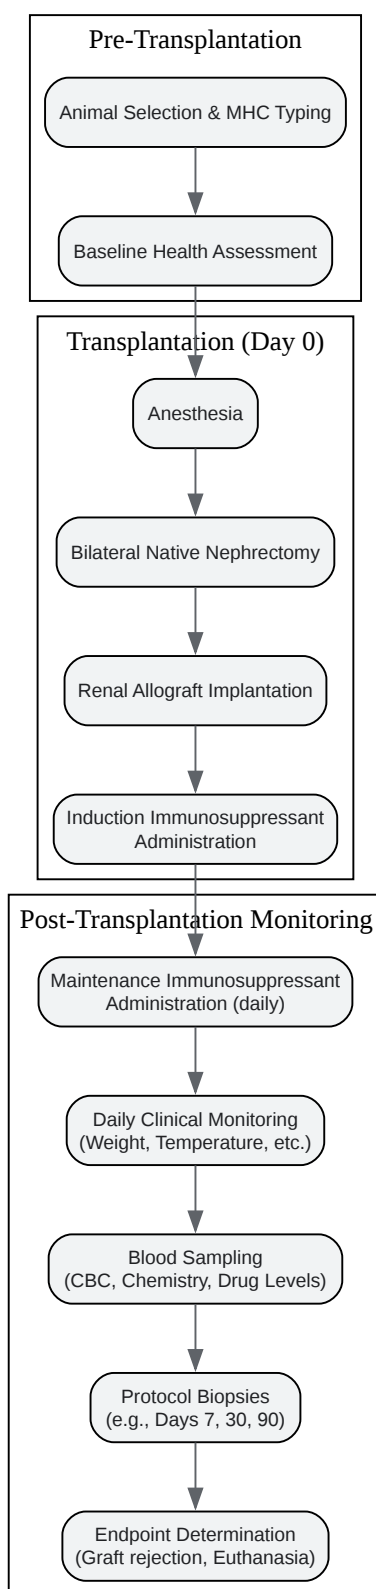 Pre-Transplantation
Animal Selection & MHC Typing
Baseline Health Assessment
Transplantation (Day 0)
Anesthesia
Bilateral Native Nephrectomy
Renal Allograft Implantation
Induction Immunosuppressant
Administration
Post-Transplantation Monitoring
Maintenance Immunosuppressant
Administration (daily)
Daily Clinical Monitoring
(Weight, Temperature, etc.)
Blood Sampling
(CBC, Chemistry, Drug Levels)
Protocol Biopsies
(e.g., Days 7, 30, 90)
Endpoint Determination
(Graft rejection, Euthanasia)